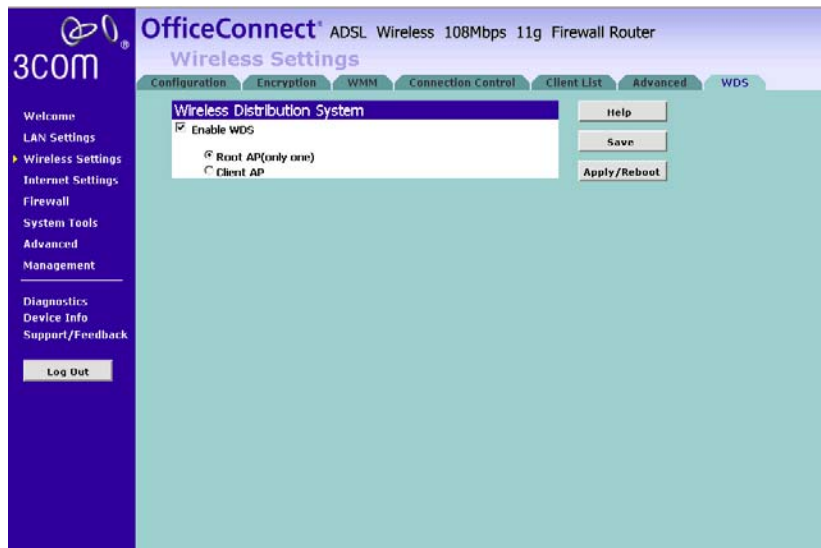 3COM®
OfficeConnect® ADSL Wireless 108Mbps 11g Firewall Router
Wireless Settings
Configuration Encryption WMM Connection Control Client List Advanced WDS
Welcome
LAN Settings
Wireless Settings
Internet Settings
Firewall
System Tools
Advanced
Management
Diagnostics
Device Info
Support/Feedback
Log Out
Wireless Distribution System
Enable WDS
Root AP(only one)
Client AP
Help
Save
Apply/Reboot